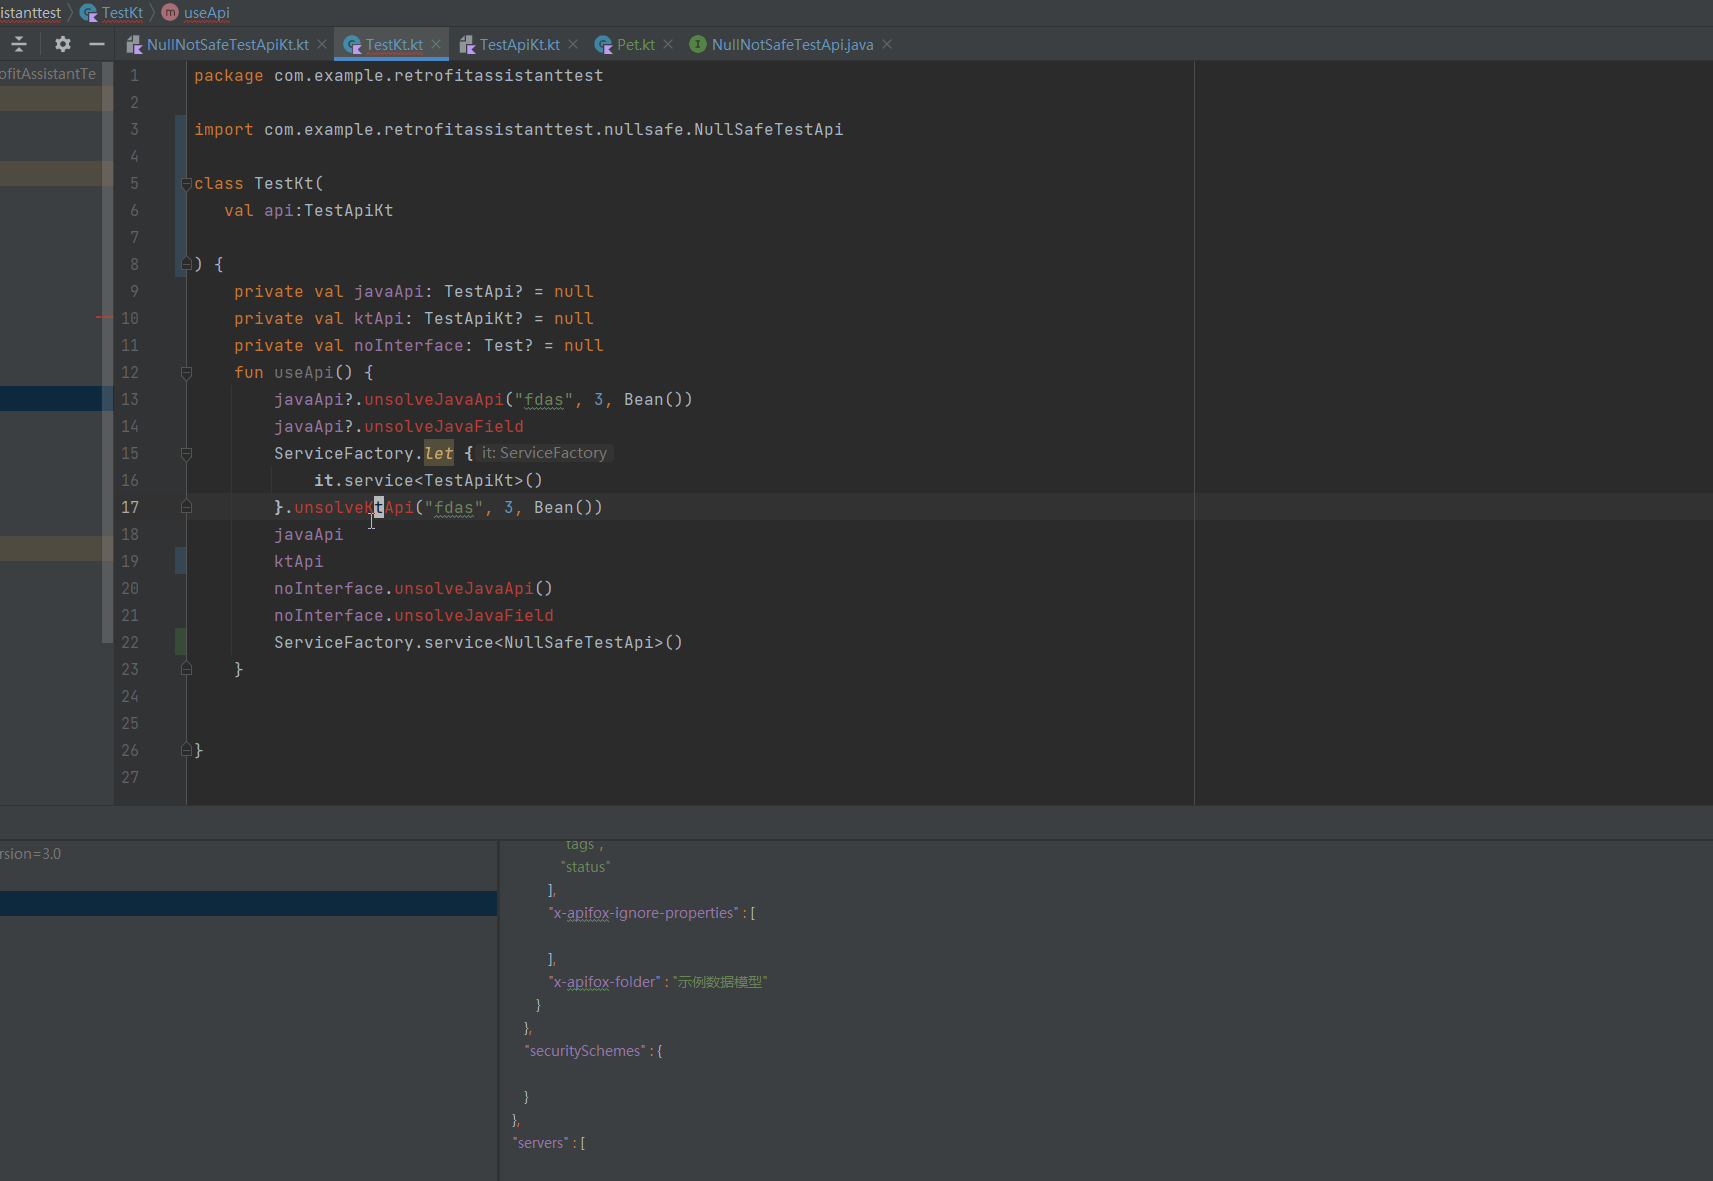 istanttest TestKt m useApi
NullNotSafeTestApiKt.kt TestKt.kt TestApiKt.kt Pet.kt I NullNotSafeTestApi.java
ofitAssistantTe
1 package com.example.retrofitassistanttest
2
3 import com.example.retrofitassistanttest.nullsafe.NullSafeTestApi
4
5 class TestKt(
6 val api:TestApiKt
7
8 ) {
9 private val javaApi: TestApi? = null
10 private val ktApi: TestApiKt? = null
11 private val noInterface: Test? = null
12 fun useApi() {
13 javaApi?.unsolveJavaApi("fdas", 3, Bean())
14 javaApi?.unsolveJavaField
15 ServiceFactory.let { it: ServiceFactory
16 it.service<TestApiKt>()
17 }.unsolveKtApi("fdas", 3, Bean())
18 javaApi
19 ktApi
20 noInterface.unsolveJavaApi()
21 noInterface.unsolveJavaField
22 ServiceFactory.service<NullSafeTestApi>()
23 }
24
25
26 }
27
rsion=3.0
tags",
"status"
],
"x-apifox-ignore-properties" : [
],
"x-apifox-folder" : "示例数据模型"
}
},
"securitySchemes" : {
}
},
"servers" : [